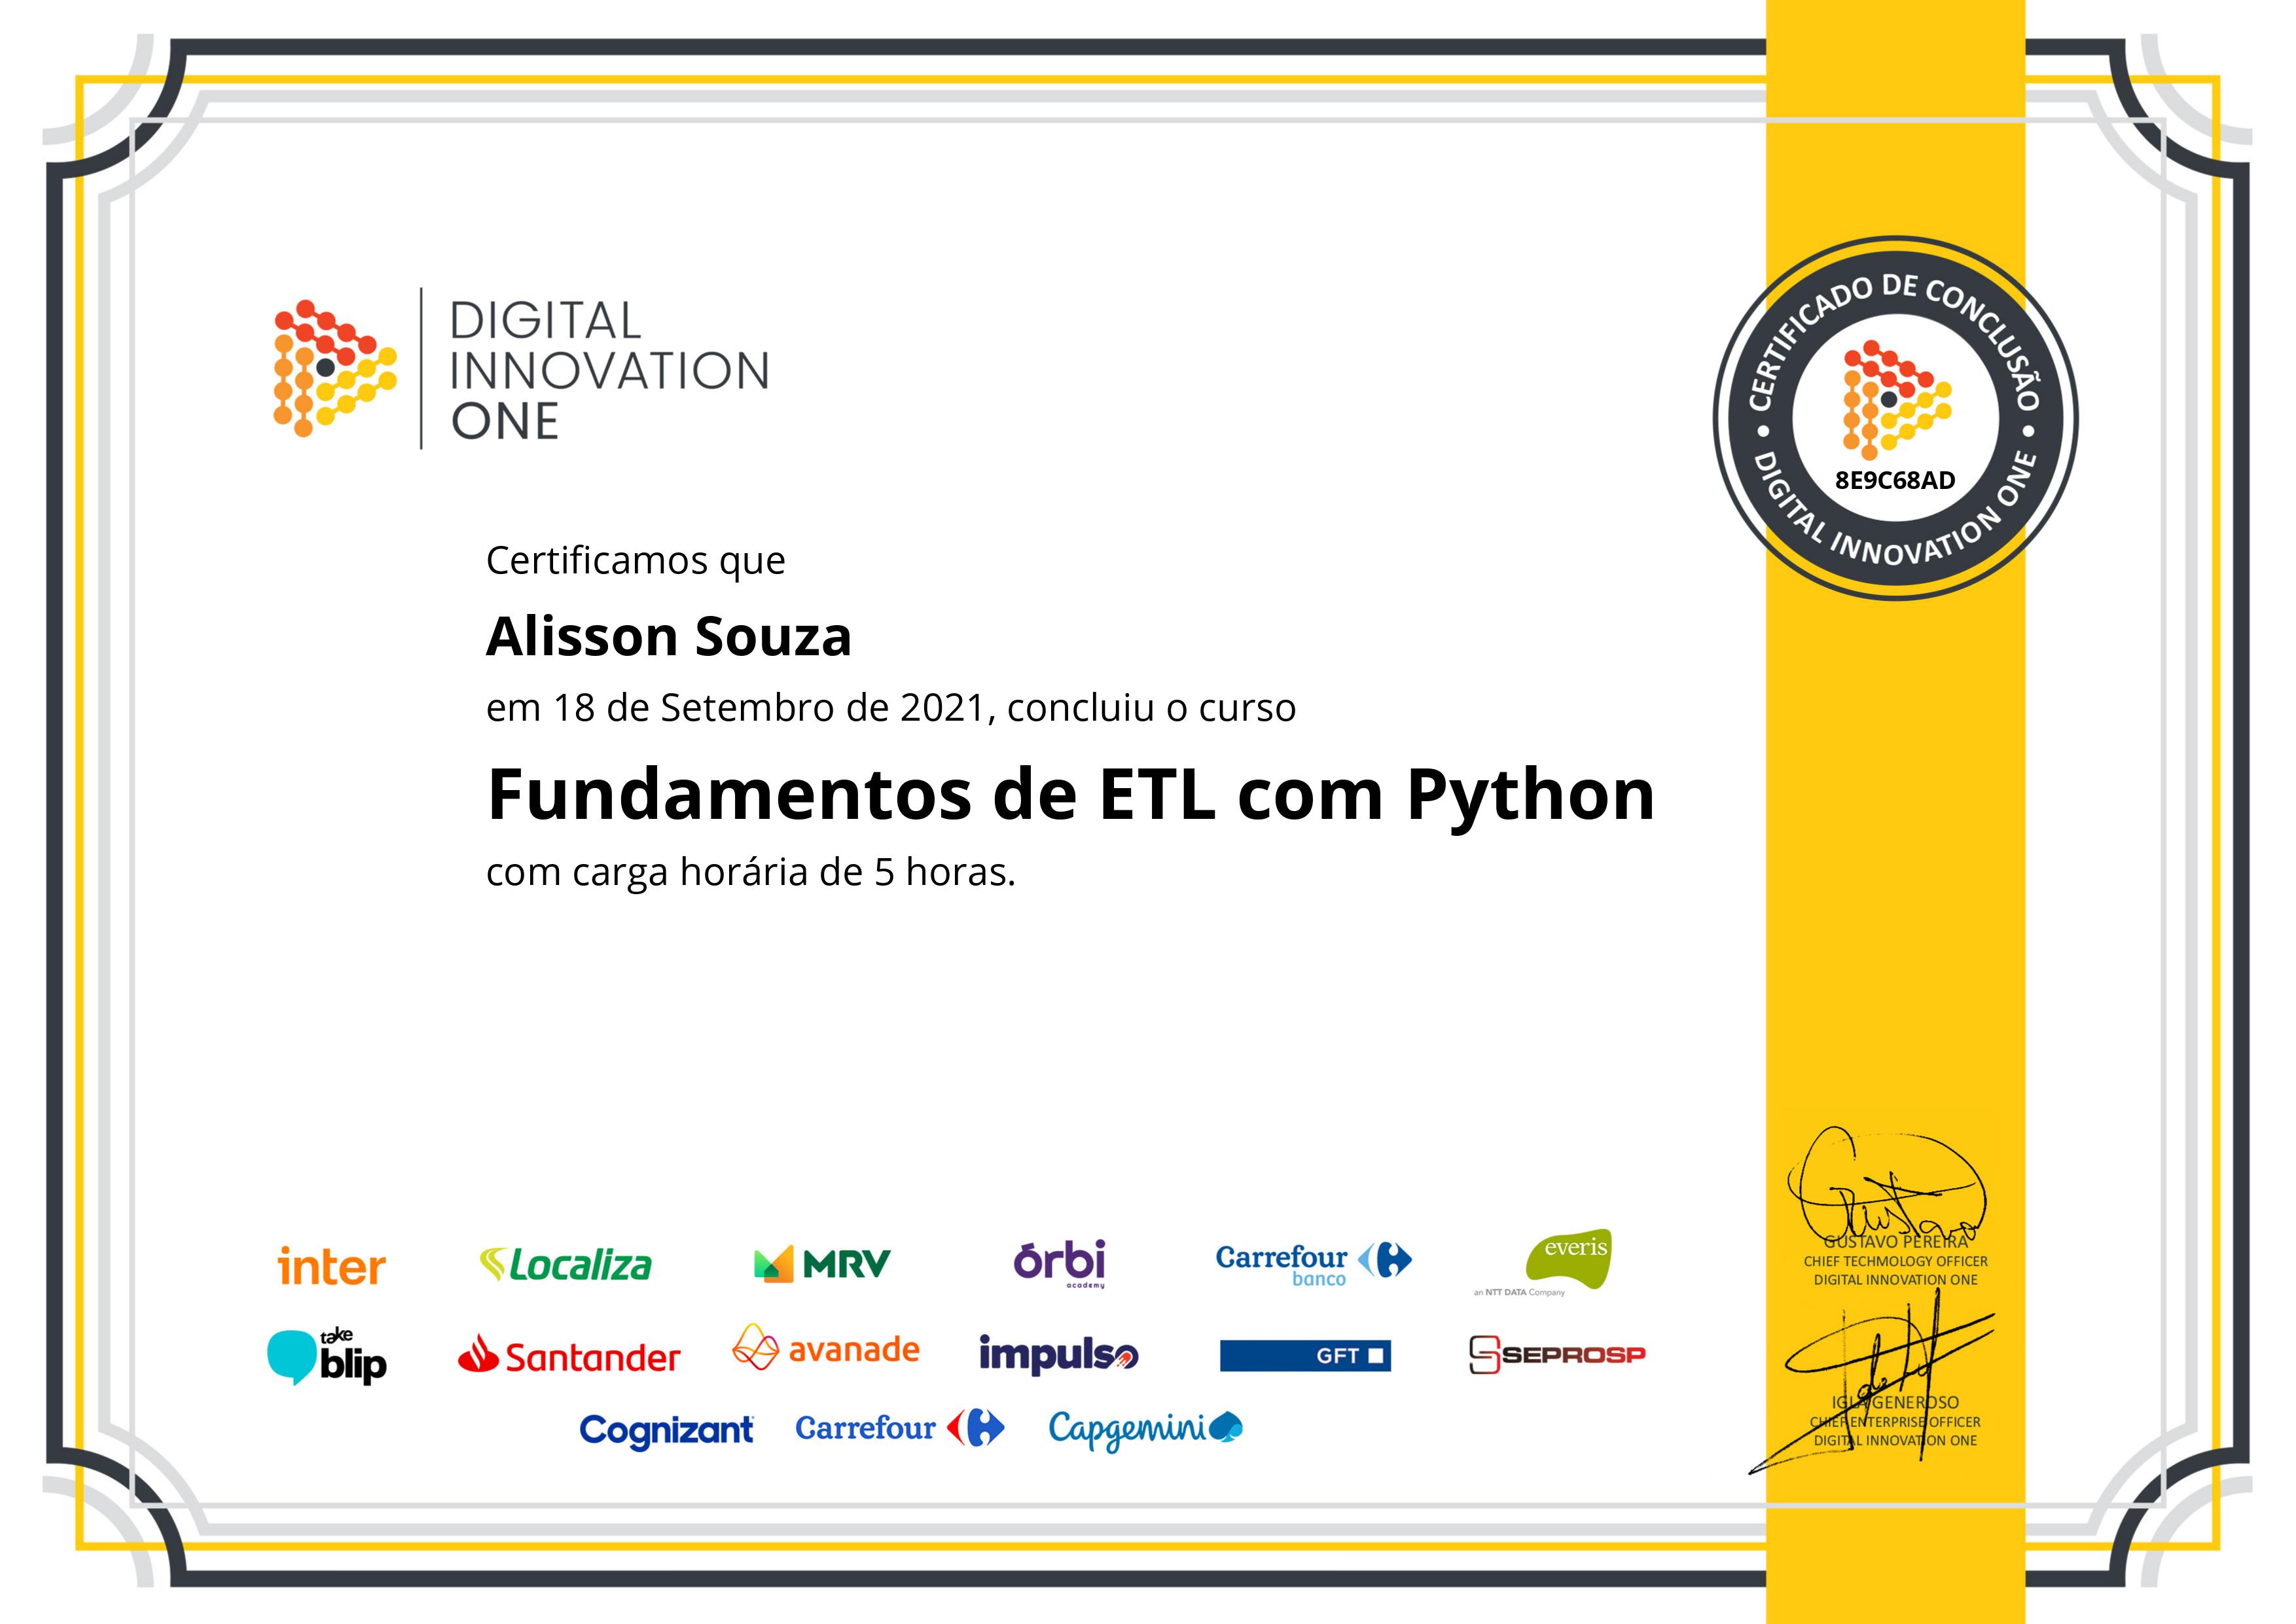 DIGITAL
INNOVATION
ONE
CERTIFICADO DE CONCLUSÃO
8E9C68AD
DIGITAL INNOVATION ONE
Certificamos que
Alisson Souza
em 18 de Setembro de 2021, concluiu o curso
Fundamentos de ETL com Python
com carga horária de 5 horas.
inter
Localiza
MRV
órbi
academy
Carrefour
banco
everis
an NTT DATA Company
take
blip
Santander
avanade
impulso
GFT
SEPROSP
Cognizant
Carrefour
Capgemini
GUSTAVO PEREIRA
CHIEF TECHMOLOGY OFFICER
DIGITAL INNOVATION ONE
IGLÁ GENEROSO
CHIEF ENTERPRISE OFFICER
DIGITAL INNOVATION ONE